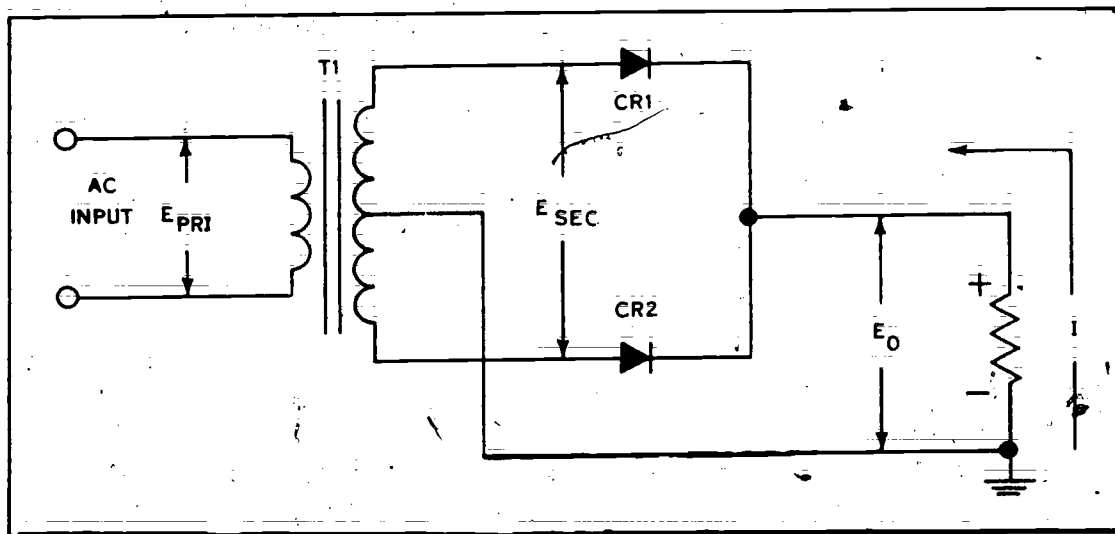 T1
CR1
AC
INPUT
E PRI
E SEC
CR2
E O
+
-
I